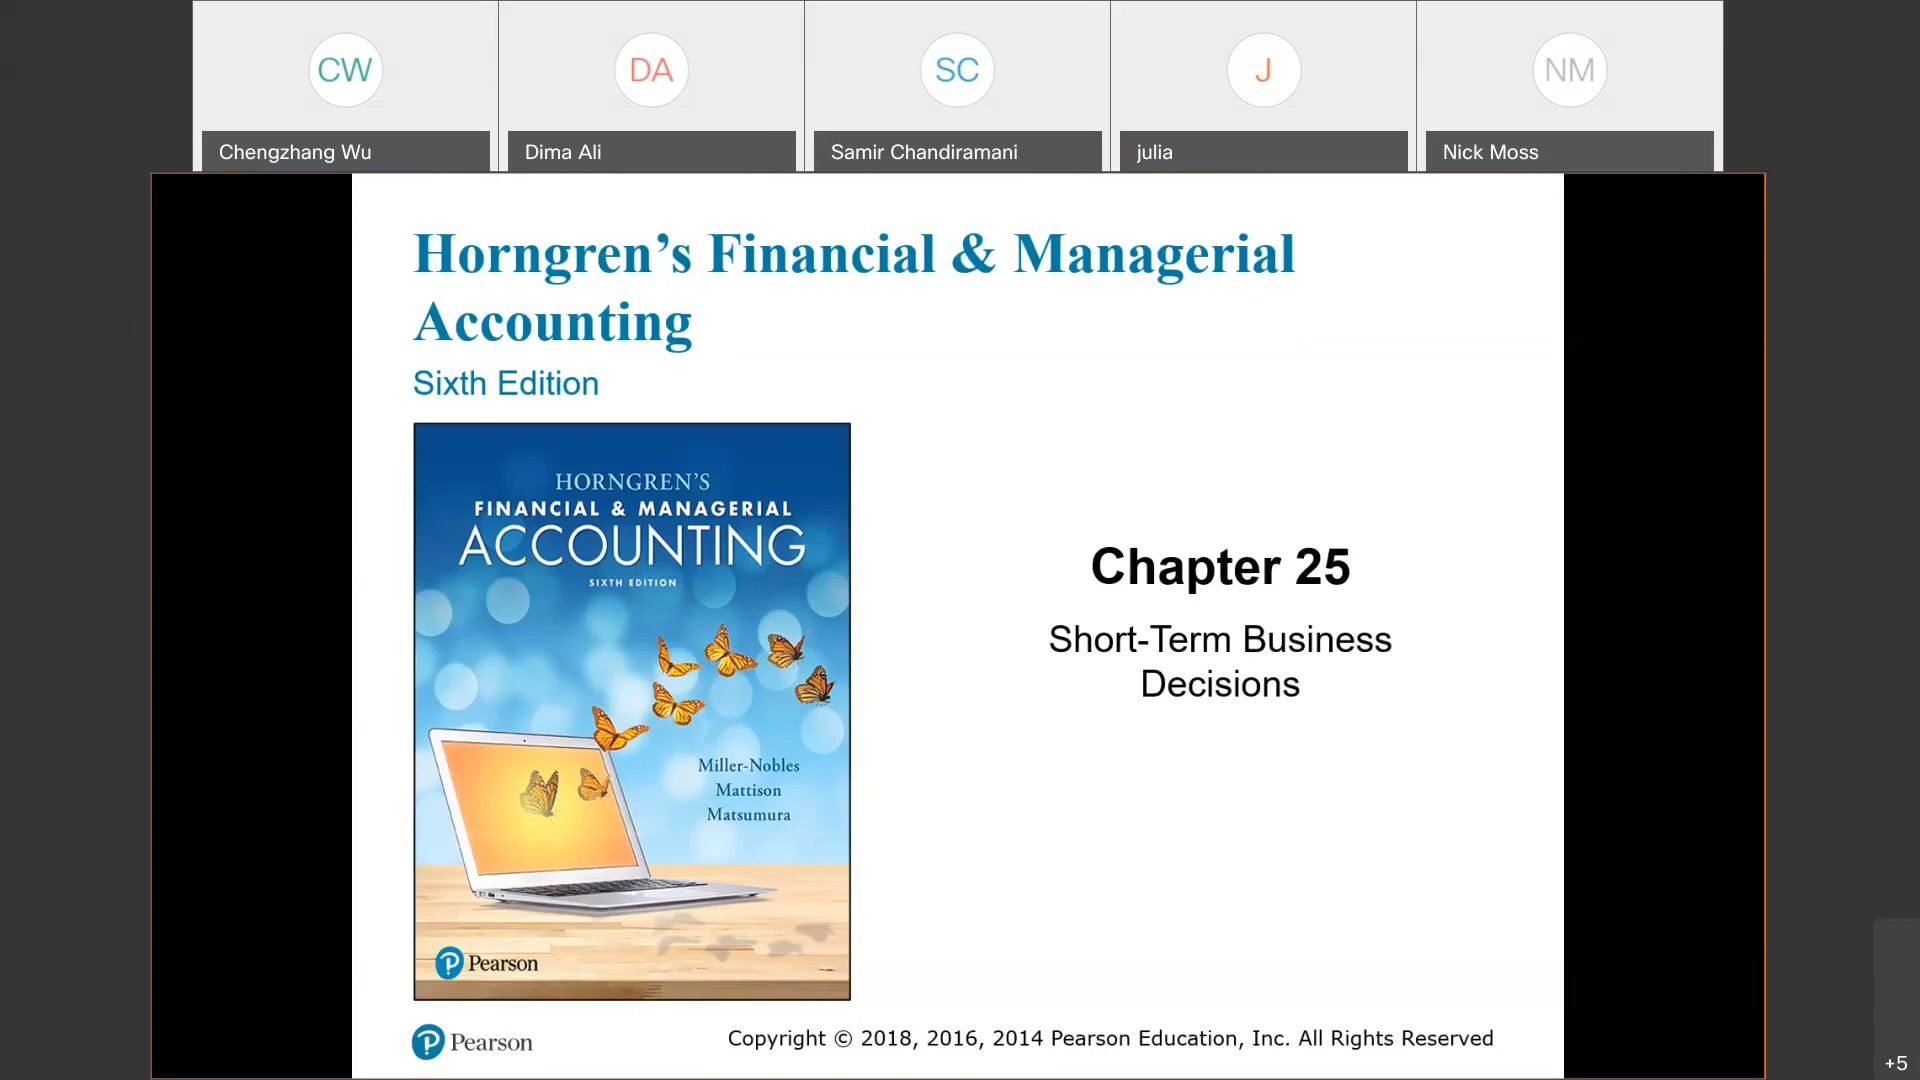 CW
DA
SC
J
NM
Chengzhang Wu
Dima Ali
Samir Chandiramani
julia
Nick Moss
Horngren’s Financial & Managerial
Accounting
Sixth Edition
HORNGREN’S
FINANCIAL & MANAGERIAL
ACCOUNTING
SIXTH EDITION
Miller-Nobles
Mattison
Matsumura
Pearson
Chapter 25
Short-Term Business
Decisions
Pearson
Copyright © 2018, 2016, 2014 Pearson Education, Inc. All Rights Reserved
+5